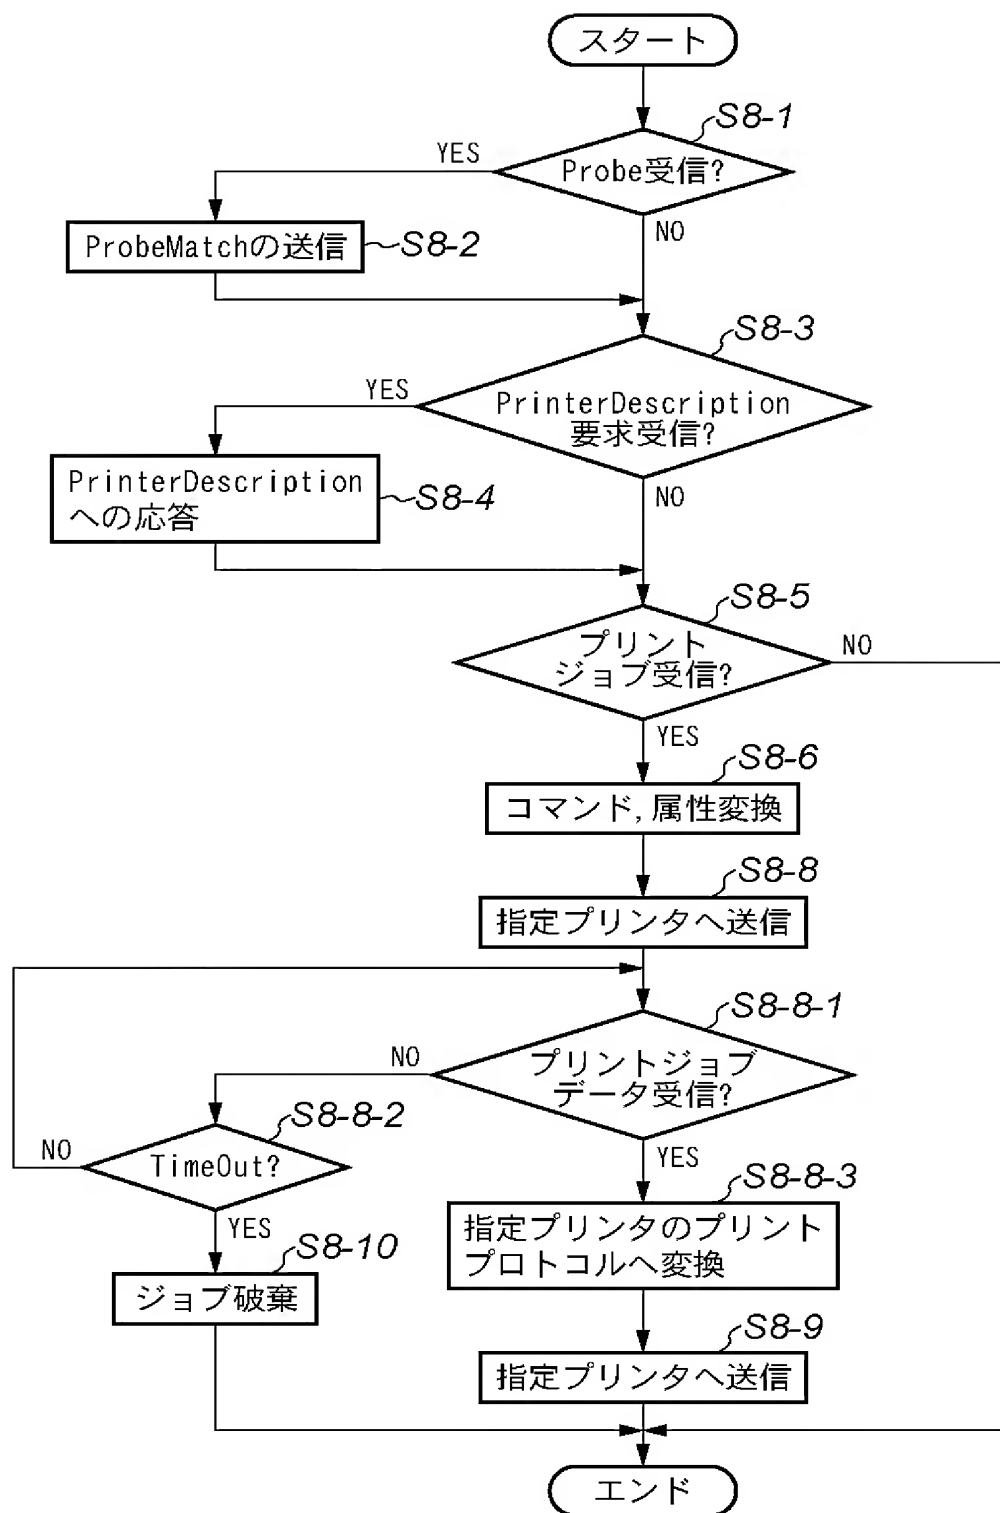 スタート
S8-1
YES
Probe受信?
NO
ProbeMatchの送信
S8-2
S8-3
YES
PrinterDescription
要求受信?
NO
PrinterDescription
への応答
S8-4
S8-5
プリント
ジョブ受信?
NO
YES
S8-6
コマンド, 属性変換
S8-8
指定プリンタへ送信
S8-8-1
NO
プリントジョブ
データ受信?
YES
S8-8-2
NO
TimeOut?
YES
S8-8-3
指定プリンタのプリント
プロトコルへ変換
S8-10
ジョブ破棄
S8-9
指定プリンタへ送信
エンド